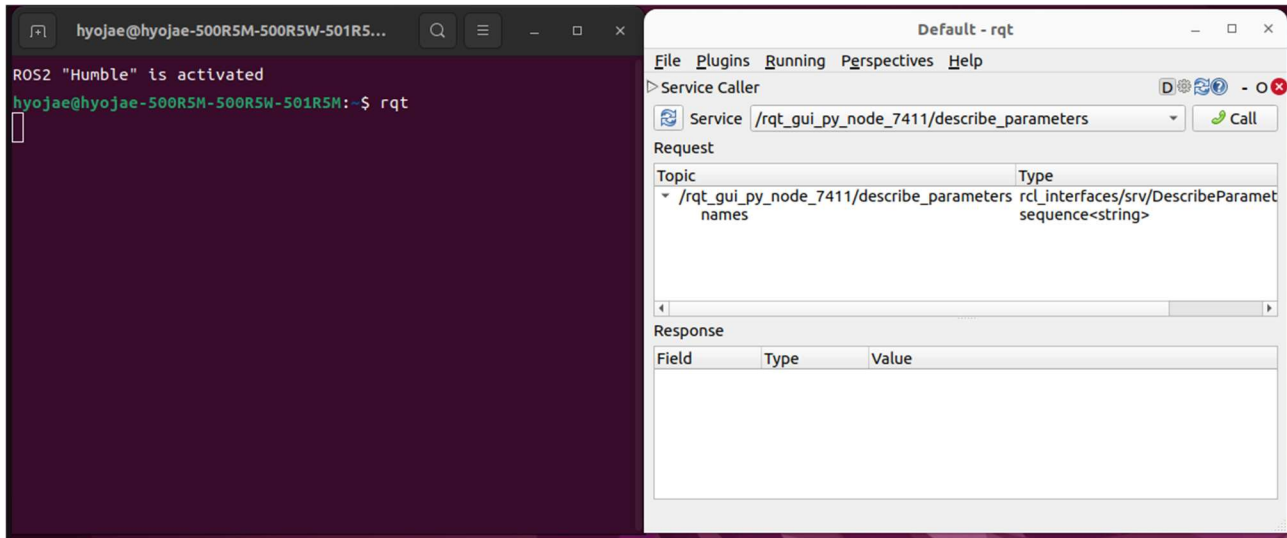 hyojae@hyojae-500R5M-500R5W-501R5...
ROS2 "Humble" is activated
hyojae@hyojae-500R5M-500R5W-501R5M:~$ rqt
Default - rqt
File Plugins Running Perspectives Help
Service Caller
D - O
Service /rqt_gui_py_node_7411/describe_parameters Call
Request
Topic Type
/rqt_gui_py_node_7411/describe_parameters rcl_interfaces/srv/DescribeParamet
names sequence<string>
Response
Field Type Value